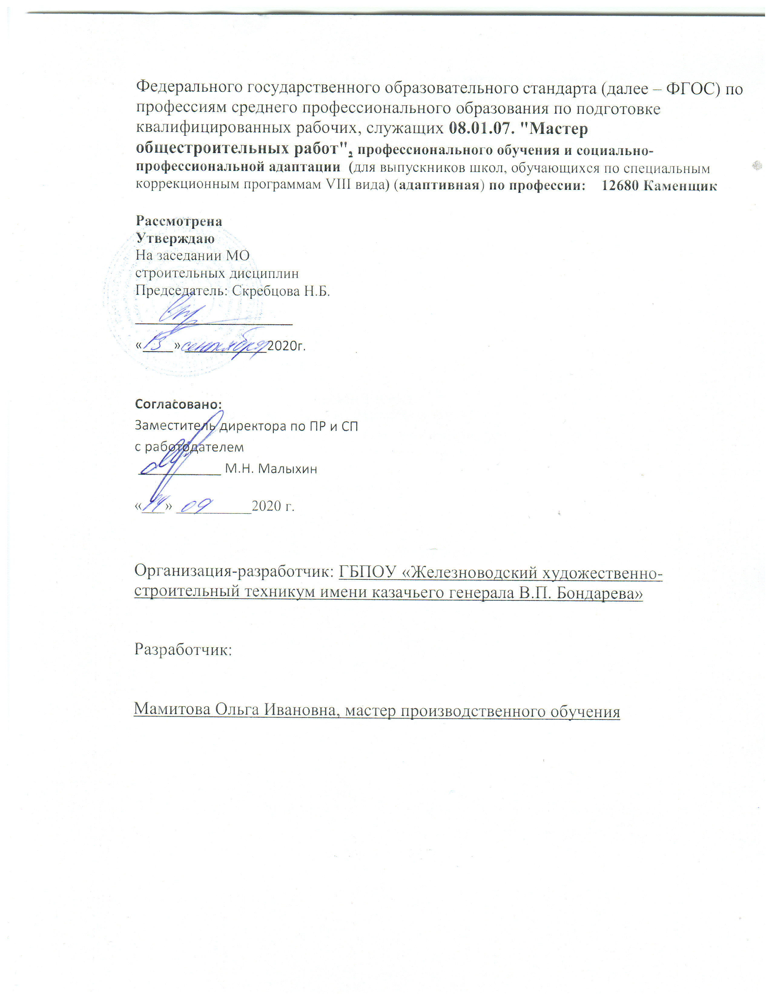 Федерального государственного образовательного стандарта (далее – ФГОС) по
профессиям среднего профессионального образования по подготовке
квалифицированных рабочих, служащих 08.01.07. "Мастер
общестроительных работ", профессионального обучения и социально-
профессиональной адаптации (для выпускников школ, обучающихся по специальным
коррекционным программам VIII вида) (адаптивная) по профессии: 12680 Каменщик
Рассмотрена
Утверждаю
На заседании МО
строительных дисциплин
Председатель: Скребцова Н.Б.
« » сентября 2020г.
Согласовано:
Заместитель директора по ПР и СП
с работодателем
М.Н. Малыхин
«14» 09 2020 г.
Организация-разработчик: ГБПОУ «Железноводский художественно-
строительный техникум имени казачьего генерала В.П. Бондарева»
Разработчик:
Мамитова Ольга Ивановна, мастер производственного обучения